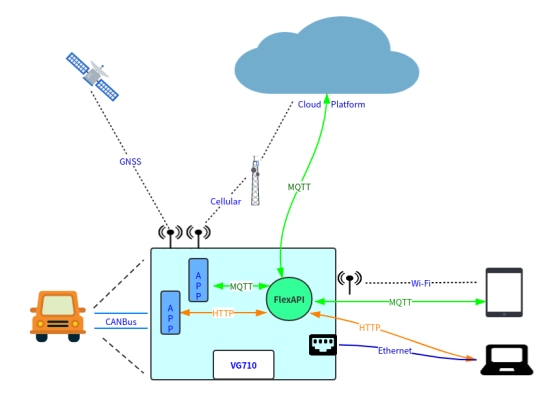 Cloud Platform
GNSS
MQTT
Cellular
APP
MQTT
FlexAPI
Wi-Fi
MQTT
APP
HTTP
CANBus
HTTP
Ethernet
VG710